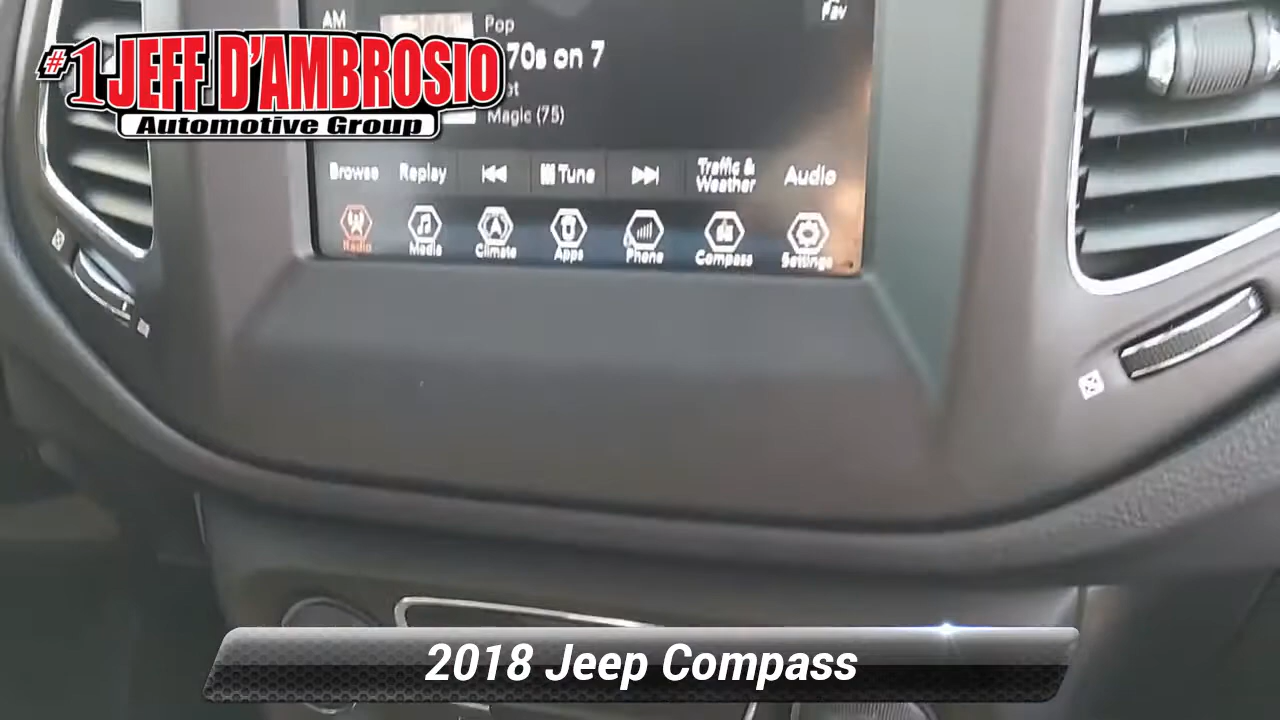 AM
Pop
Fav
#1 JEFF D'AMBROSIO
Automotive Group
70s on 7
Magic (75)
Browse Replay Tune Traffic & Weather Audio
Radio Media Climate Apps Phone Compass Settings
2018 Jeep Compass